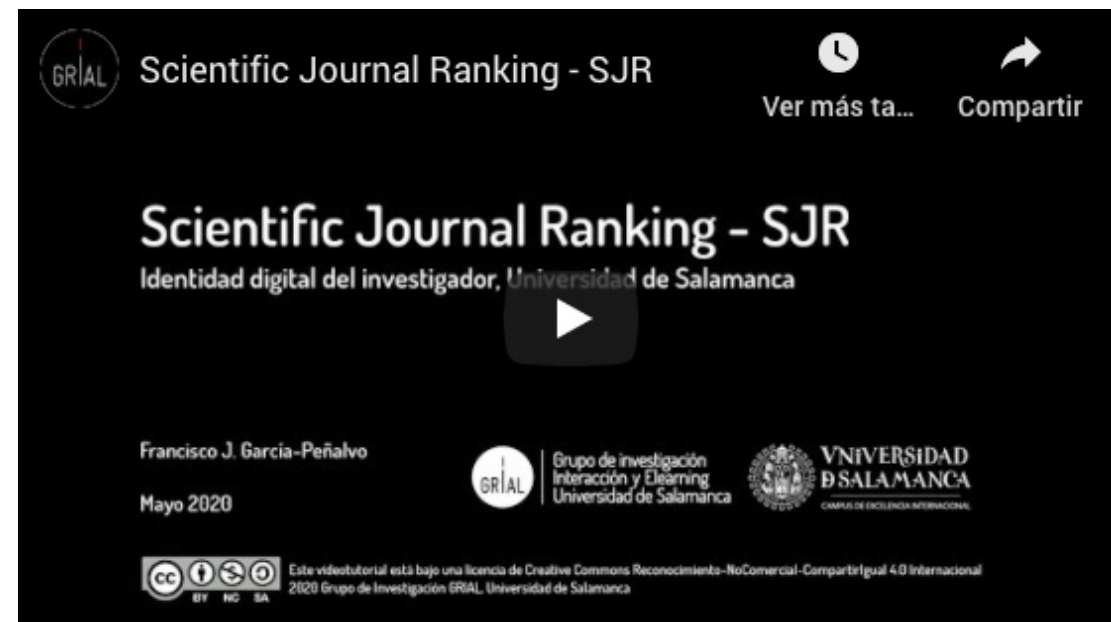 GRIAL
Scientific Journal Ranking - SJR
Ver más ta...
Compartir
Scientific Journal Ranking - SJR
Identidad digital del investigador, Universidad de Salamanca
Francisco J. García-Peñalvo
Mayo 2020
GRIAL
Grupo de investigación
Interacción y Elearning
Universidad de Salamanca
VNiVERSiDAD
Ð SALAMANCA
CAMPUS DE EXCELENCIA INTERNACIONAL
cc
BY NC SA
Este videotutorial está bajo una licencia de Creative Commons Reconocimiento-NoComercial-CompartirIgual 4.0 Internacional
2020 Grupo de Investigación GRIAL, Universidad de Salamanca